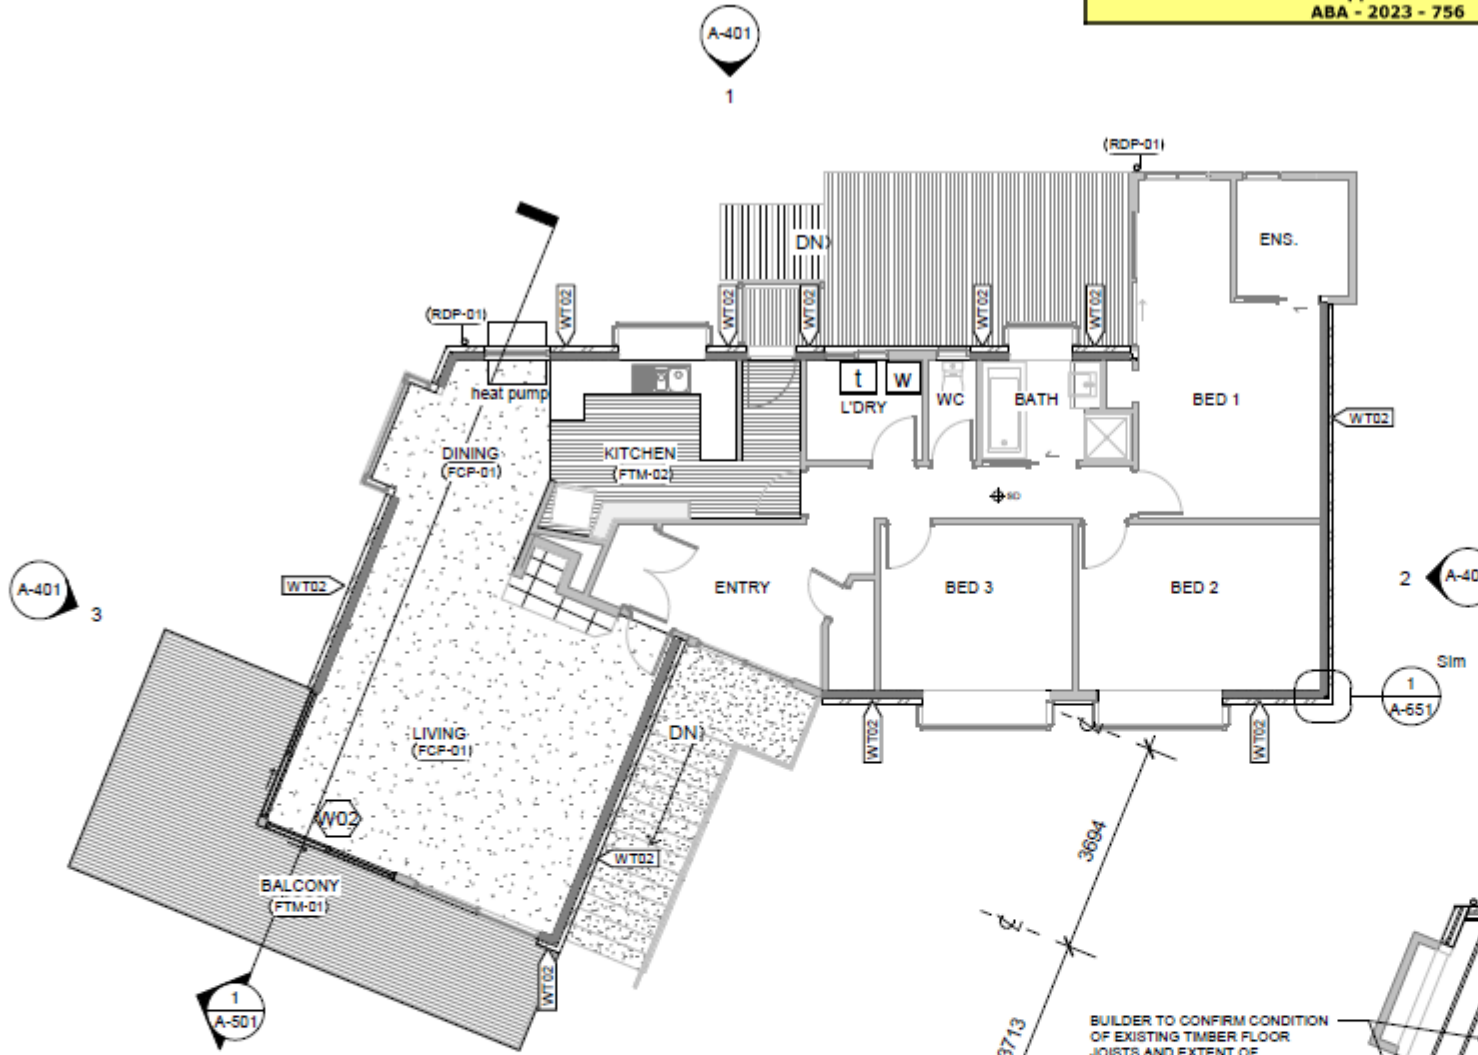 ABA - 2023 - 756
A-401
1
(RDP-01)
DN
ENS.
(RDP-01)
WT02
WT02
WT02
WT02
WT02
heat pump
t
w
L'DRY
WC
BATH
BED 1
WT02
DINING
(FCP-01)
KITCHEN
(FTM-02)
SD
A-401
3
WT02
ENTRY
BED 3
BED 2
2
A-40
Sim
1
A-651
LIVING
(FCP-01)
DN
WT02
WT02
W02
3694
WT02
BALCONY
(FTM-01)
WT02
1
A-501
3713
BUILDER TO CONFIRM CONDITION
OF EXISTING TIMBER FLOOR
JOISTS AND EXTENT OF